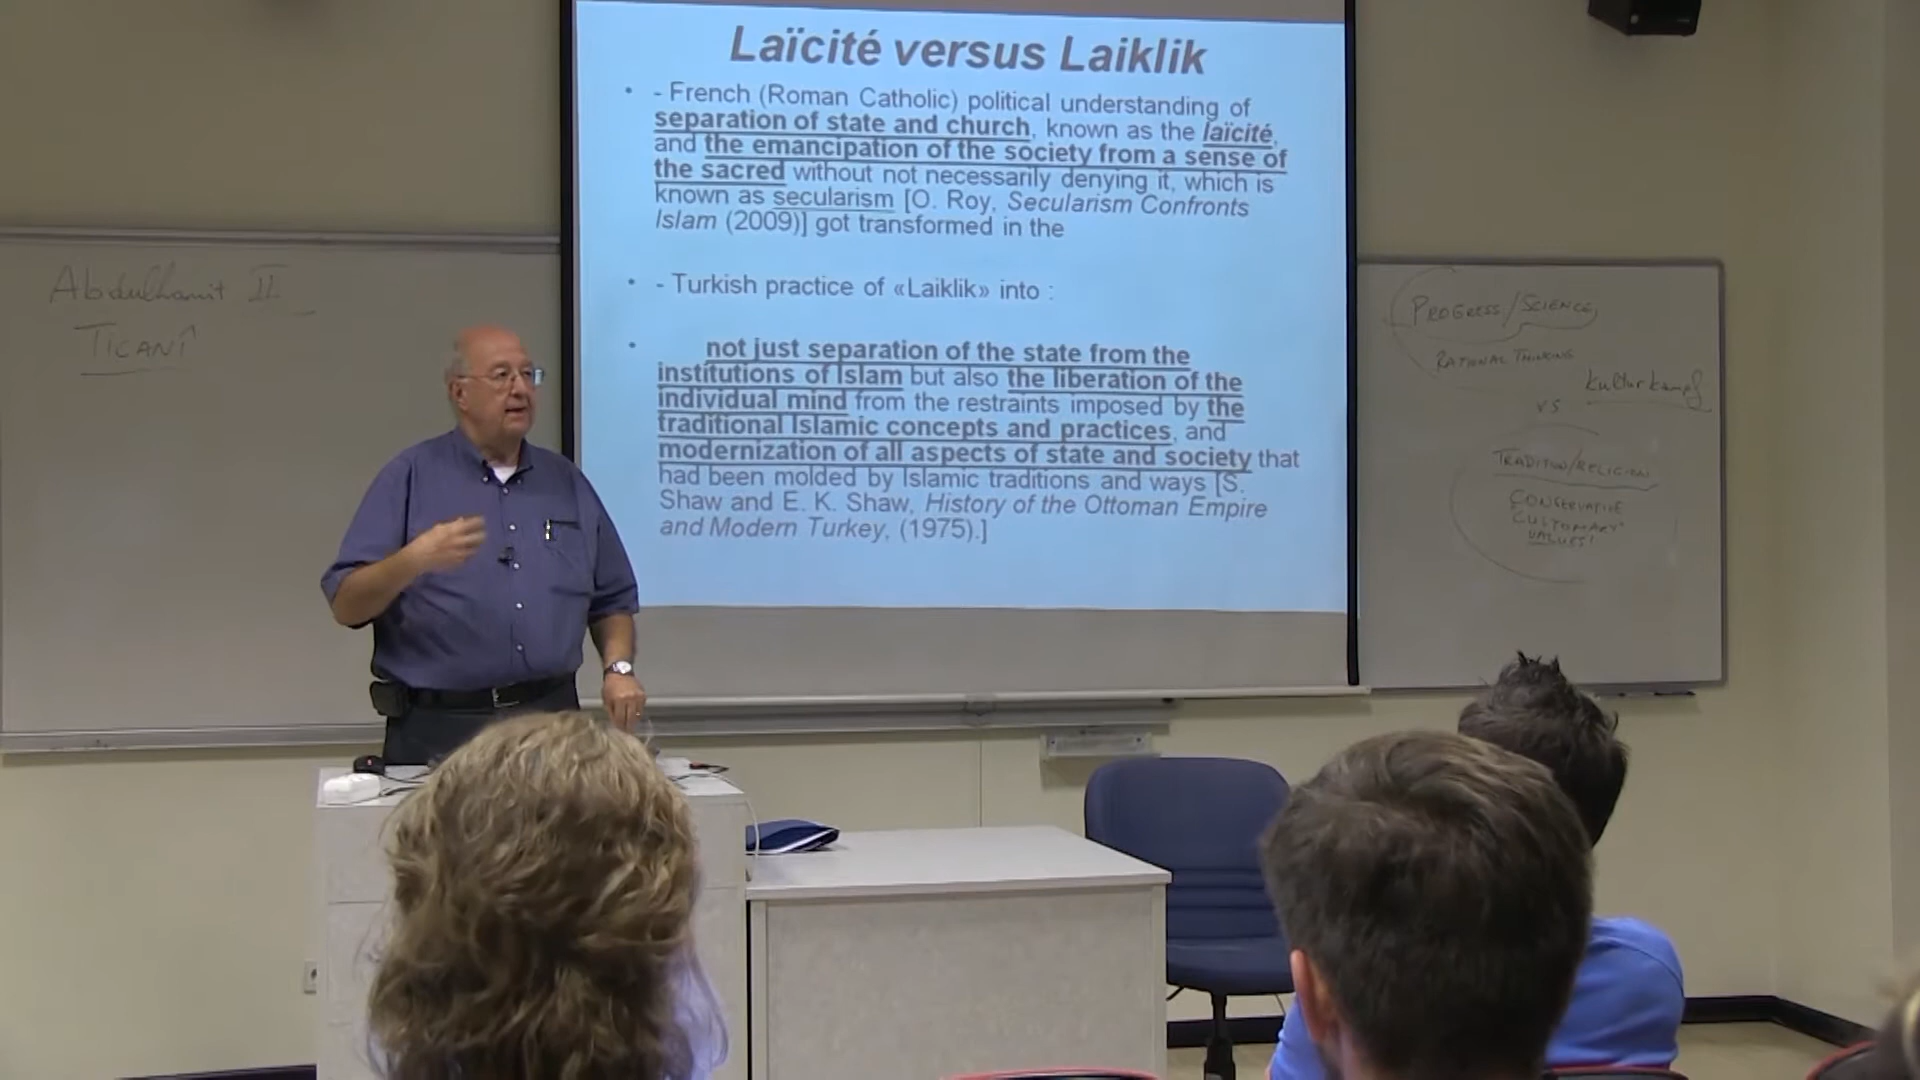 Abdulhamit II.
TICANÎ
Laïcité versus Laiklik
• - French (Roman Catholic) political understanding of
separation of state and church, known as the laïcité,
and the emancipation of the society from a sense of
the sacred without not necessarily denying it, which is
known as secularism [O. Roy, Secularism Confronts
Islam (2009)] got transformed in the
• - Turkish practice of «Laiklik» into :
• not just separation of the state from the
institutions of Islam but also the liberation of the
individual mind from the restraints imposed by the
traditional Islamic concepts and practices, and
modernization of all aspects of state and society that
had been molded by Islamic traditions and ways [S.
Shaw and E. K. Shaw, History of the Ottoman Empire
and Modern Turkey, (1975).]
PROGRESS/SCIENCE
RATIONAL THINKING
kulturkampf
VS
TRADITION/RELIGION
CONSERVATIVE
CUSTOMARY
VALUES!